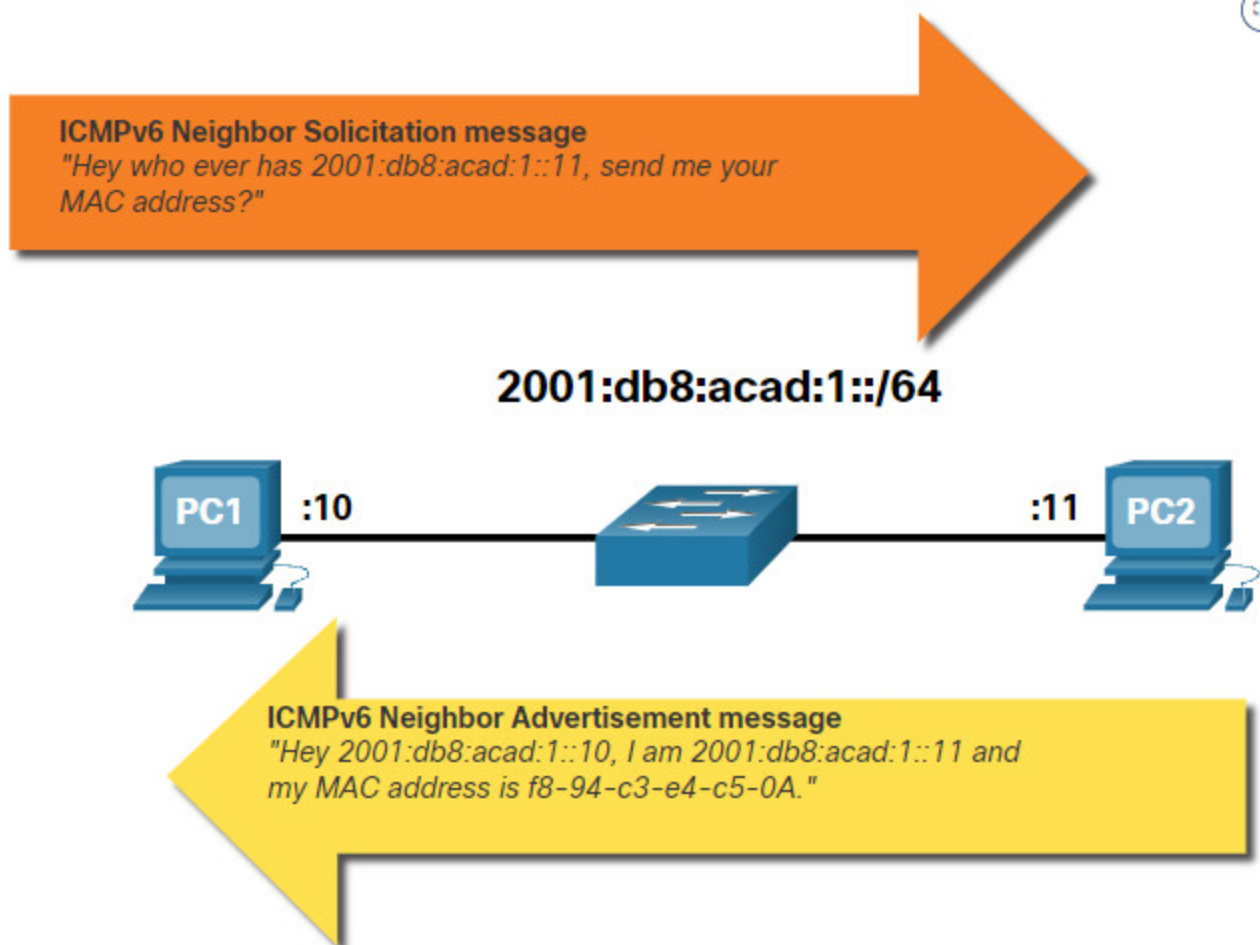 ICMPv6 Neighbor Solicitation message
"Hey who ever has 2001:db8:acad:1::11, send me your
MAC address?"
2001:db8:acad:1::/64
PC1
:10
:11
PC2
ICMPv6 Neighbor Advertisement message
"Hey 2001:db8:acad:1::10, I am 2001:db8:acad:1::11 and
my MAC address is f8-94-c3-e4-c5-0A."